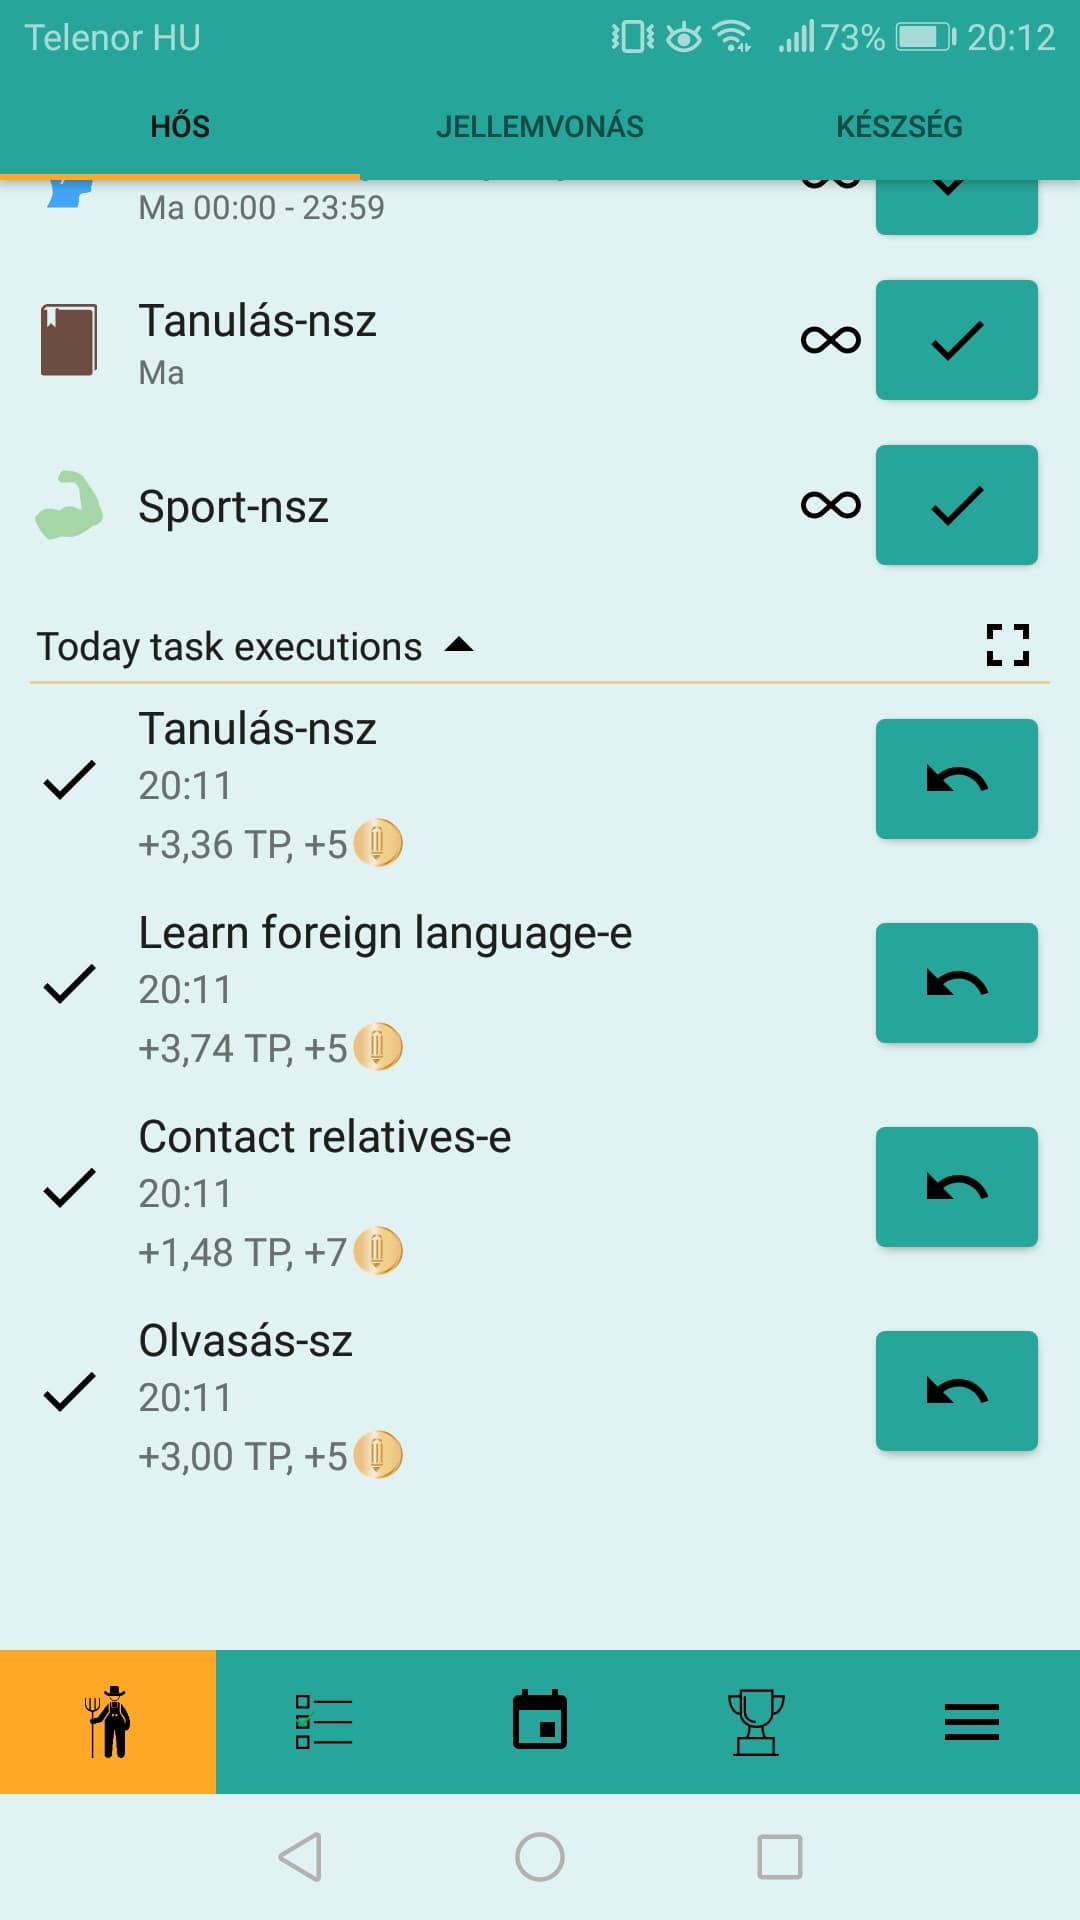 Telenor HU
73% 20:12
HŐS JELLEMVONÁS KÉSZSÉG
Ma 00:00 - 23:59
Tanulás-nsz
Ma
Sport-nsz
Today task executions
Tanulás-nsz
20:11
+3,36 TP, +5
Learn foreign language-e
20:11
+3,74 TP, +5
Contact relatives-e
20:11
+1,48 TP, +7
Olvasás-sz
20:11
+3,00 TP, +5